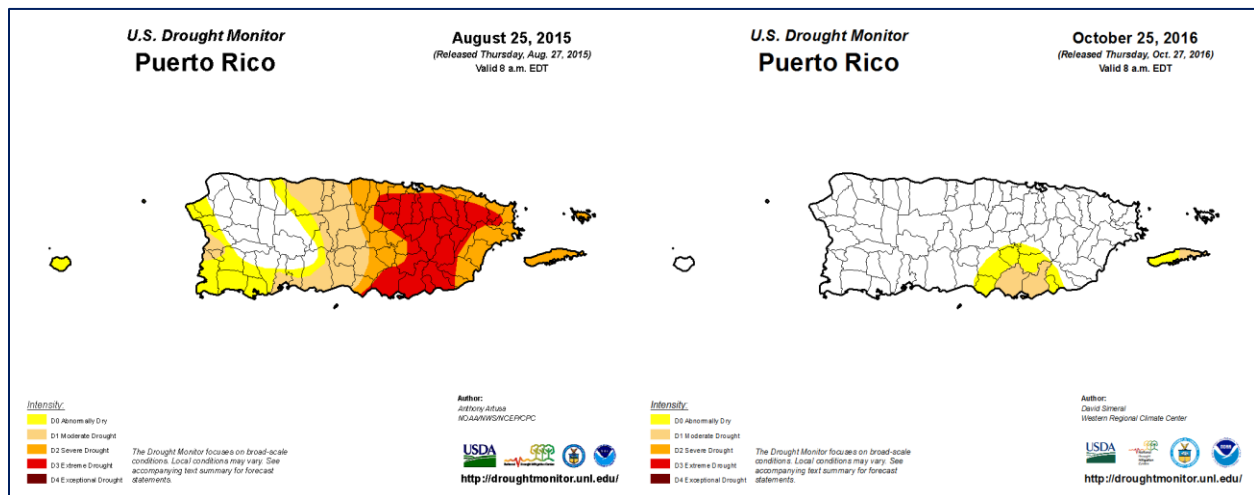 U.S. Drought Monitor
Puerto Rico
August 25, 2015
(Released Thursday, Aug. 27, 2015)
Valid 8 a.m. EDT
Intensity:
D0 Abnormally Dry
D1 Moderate Drought
D2 Severe Drought
D3 Extreme Drought
D4 Exceptional Drought
The Drought Monitor focuses on broad-scale
conditions. Local conditions may vary. See
accompanying text summary for forecast
statements.
Author:
Anthony Artusa
NOAA/NWS/NCEP/CPC
USDA
http://droughtmonitor.unl.edu/
U.S. Drought Monitor
Puerto Rico
October 25, 2016
(Released Thursday, Oct. 27, 2016)
Valid 8 a.m. EDT
Intensity:
D0 Abnormally Dry
D1 Moderate Drought
D2 Severe Drought
D3 Extreme Drought
D4 Exceptional Drought
The Drought Monitor focuses on broad-scale
conditions. Local conditions may vary. See
accompanying text summary for forecast
statements.
Author:
David Simeral
Western Regional Climate Center
USDA
http://droughtmonitor.unl.edu/